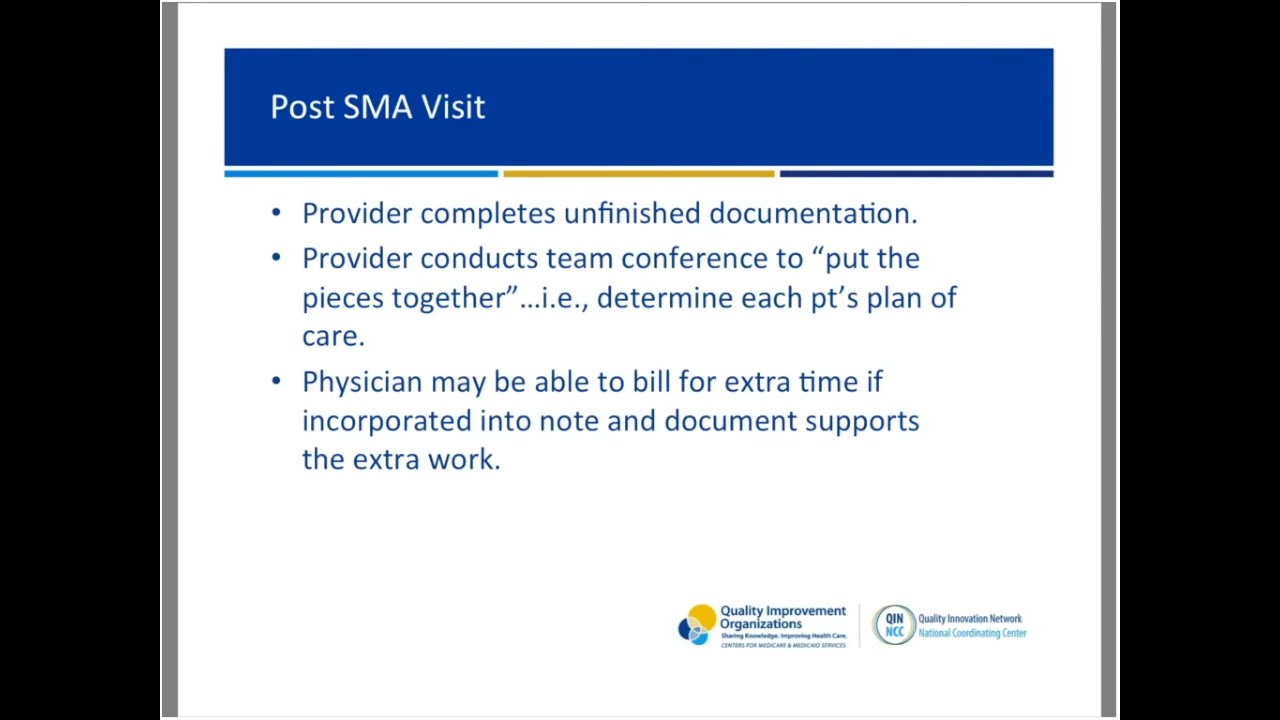 Post SMA Visit
• Provider completes unfinished documentation.
• Provider conducts team conference to “put the
pieces together”…i.e., determine each pt’s plan of
care.
• Physician may be able to bill for extra time if
incorporated into note and document supports
the extra work.
Quality Improvement
Organizations
Sharing Knowledge. Improving Health Care.
CENTERS FOR MEDICARE & MEDICAID SERVICES
QIN
NCC
Quality Innovation Network
National Coordinating Center